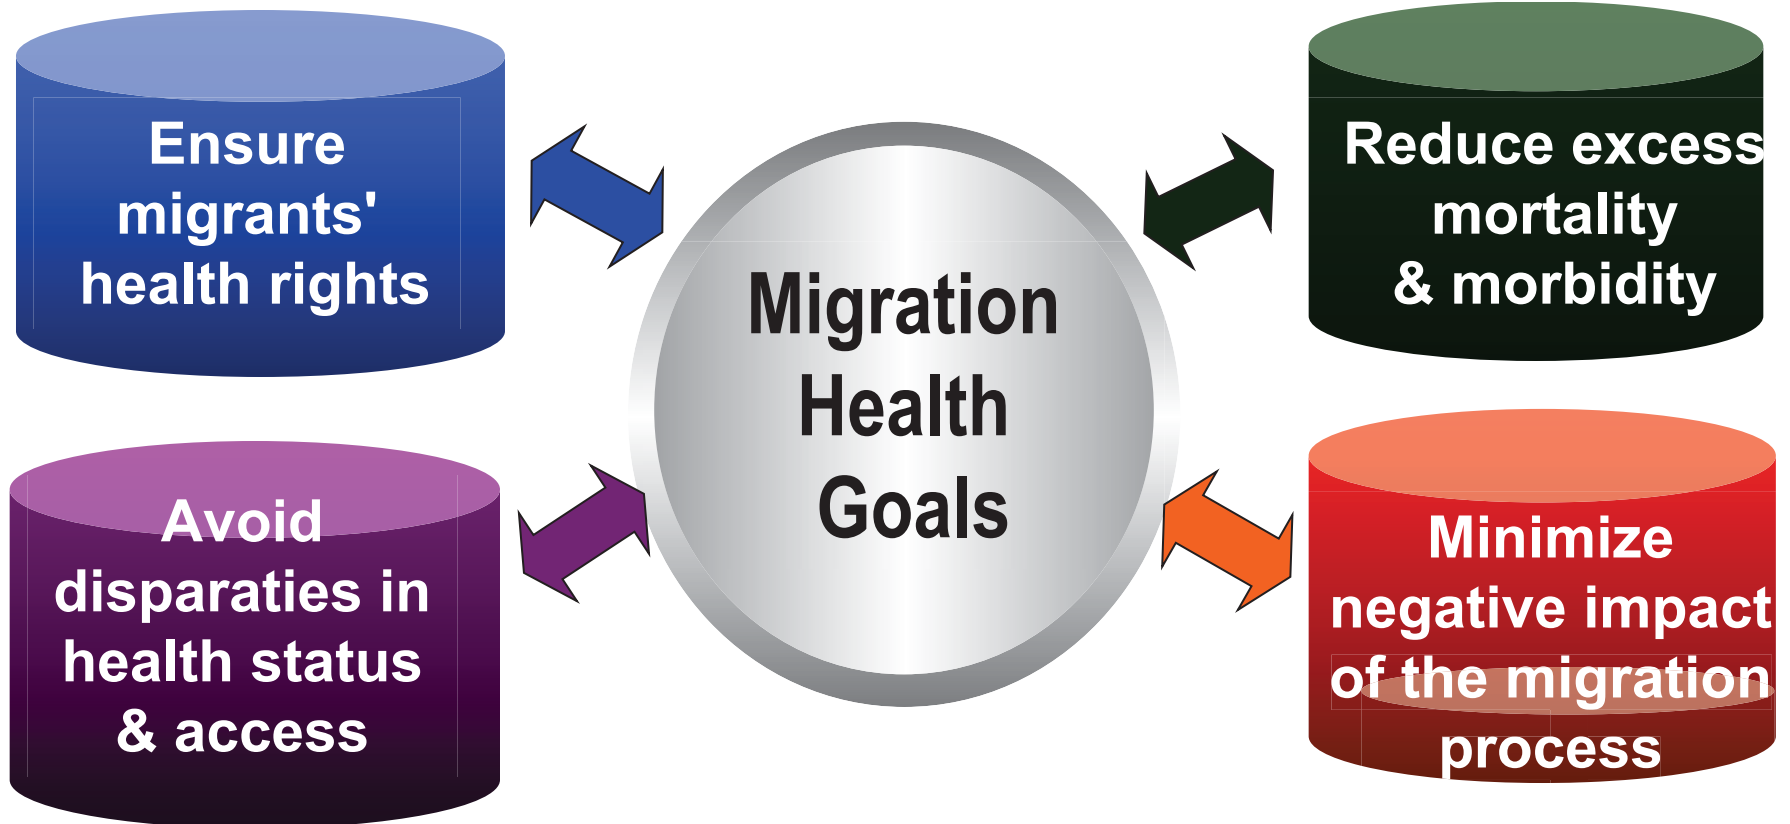 Ensure
migrants'
health rights
Reduce excess
mortality
& morbidity
Migration
Health
Goals
Avoid
disparaties in
health status
& access
Minimize
negative impact
of the migration
process